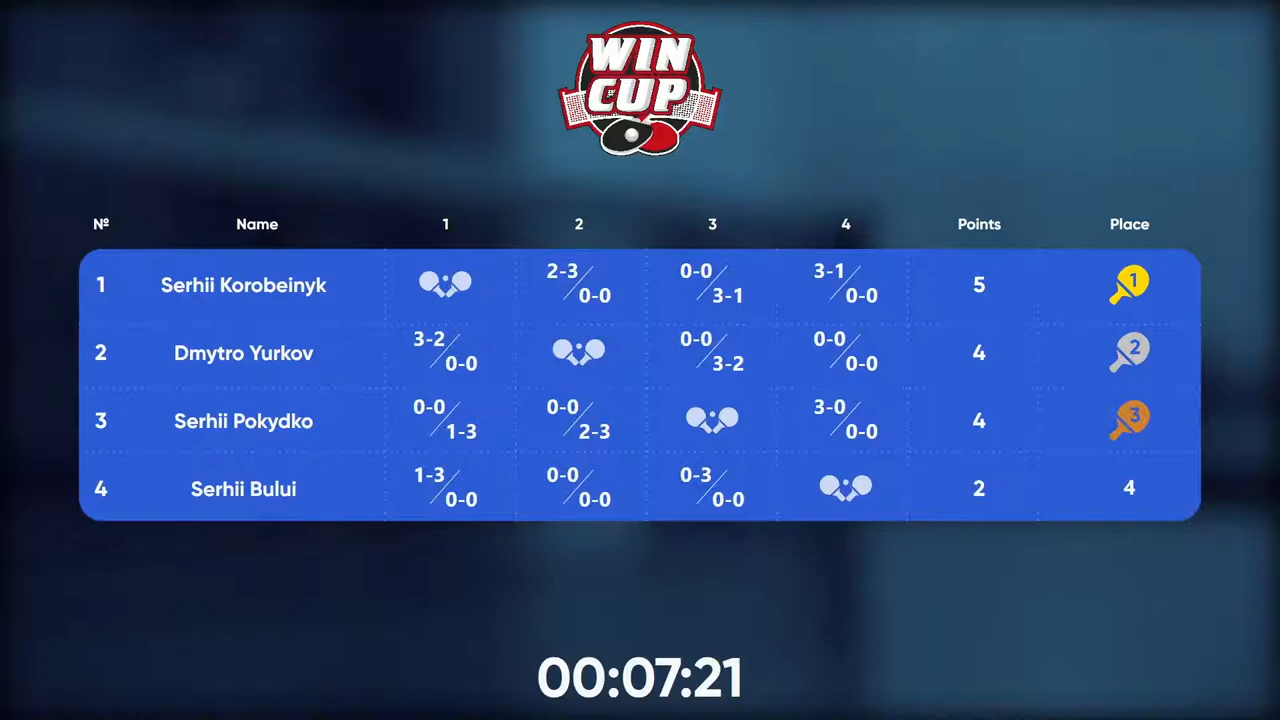 WIN
CUP
№ Name 1 2 3 4 Points Place
1 Serhii Korobeinyk 2-3/0-0 0-0/3-1 3-1/0-0 5 1
2 Dmytro Yurkov 3-2/0-0 0-0/3-2 0-0/0-0 4 2
3 Serhii Pokydko 0-0/1-3 0-0/2-3 3-0/0-0 4 3
4 Serhii Bului 1-3/0-0 0-0/0-0 0-3/0-0 2 4
00:07:21